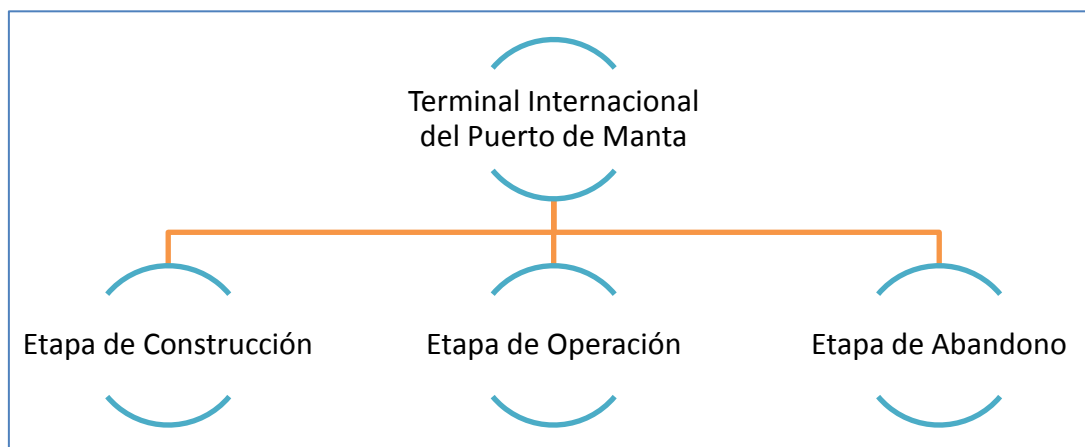 Terminal Internacional
del Puerto de Manta
Etapa de Construcción
Etapa de Operación
Etapa de Abandono